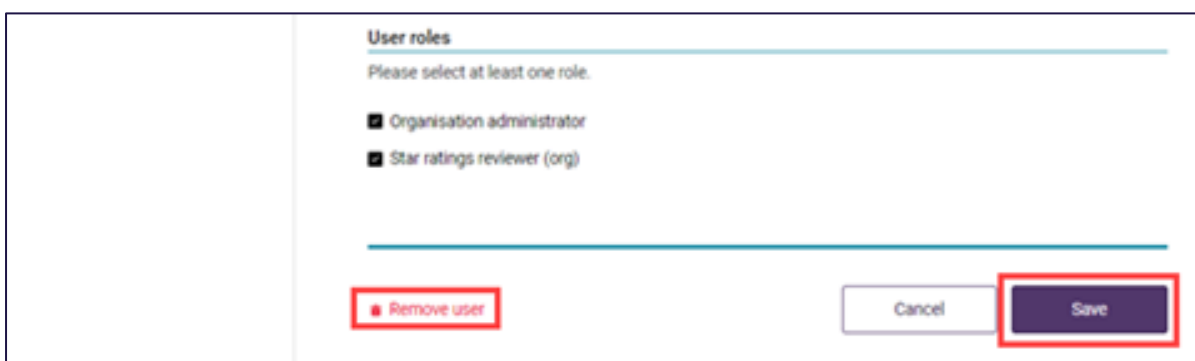 User roles
Please select at least one role.
Organisation administrator
Star ratings reviewer (org)
Remove user
Cancel
Save